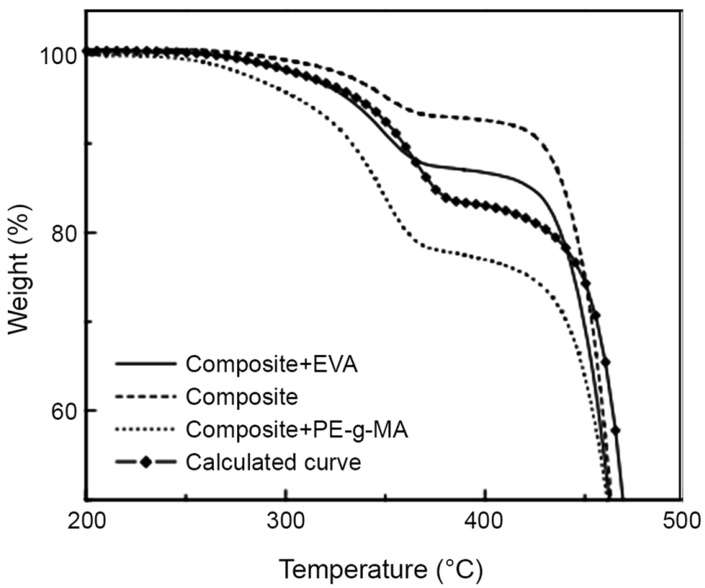 100
80
60
Weight (%)
Composite+EVA
Composite
Composite+PE-g-MA
Calculated curve
200 300 400 500
Temperature (°C)